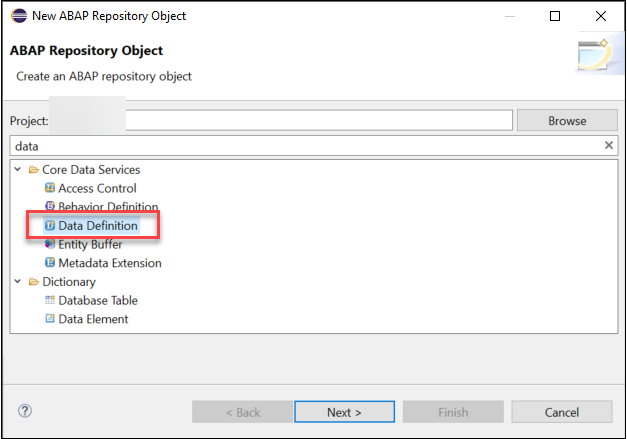 New ABAP Repository Object
ABAP Repository Object
Create an ABAP repository object
Project:
Browse
data
Core Data Services
Access Control
Behavior Definition
Data Definition
Entity Buffer
Metadata Extension
Dictionary
Database Table
Data Element
< Back
Next >
Finish
Cancel